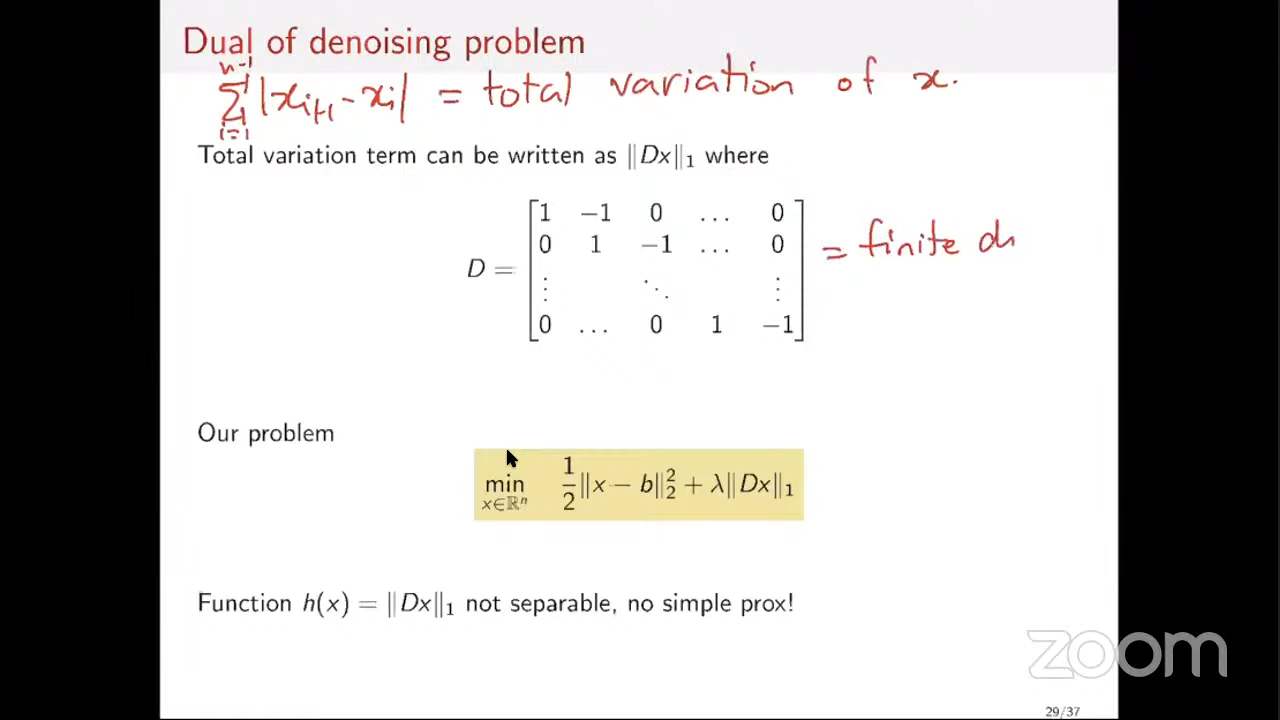 Dual of denoising problem
n-1
∑ |xᵢ₊₁ - xᵢ| = total variation of x.
i=1
Total variation term can be written as ‖Dx‖₁ where
1 −1 0 … 0
0 1 −1 … 0
D = ⋮ ⋱ ⋮ = finite di
0 … 0 1 −1
Our problem
min 1/2 ‖x − b‖₂² + λ‖Dx‖₁
x∈ℝⁿ
Function h(x) = ‖Dx‖₁ not separable, no simple prox!
zoom
29/37